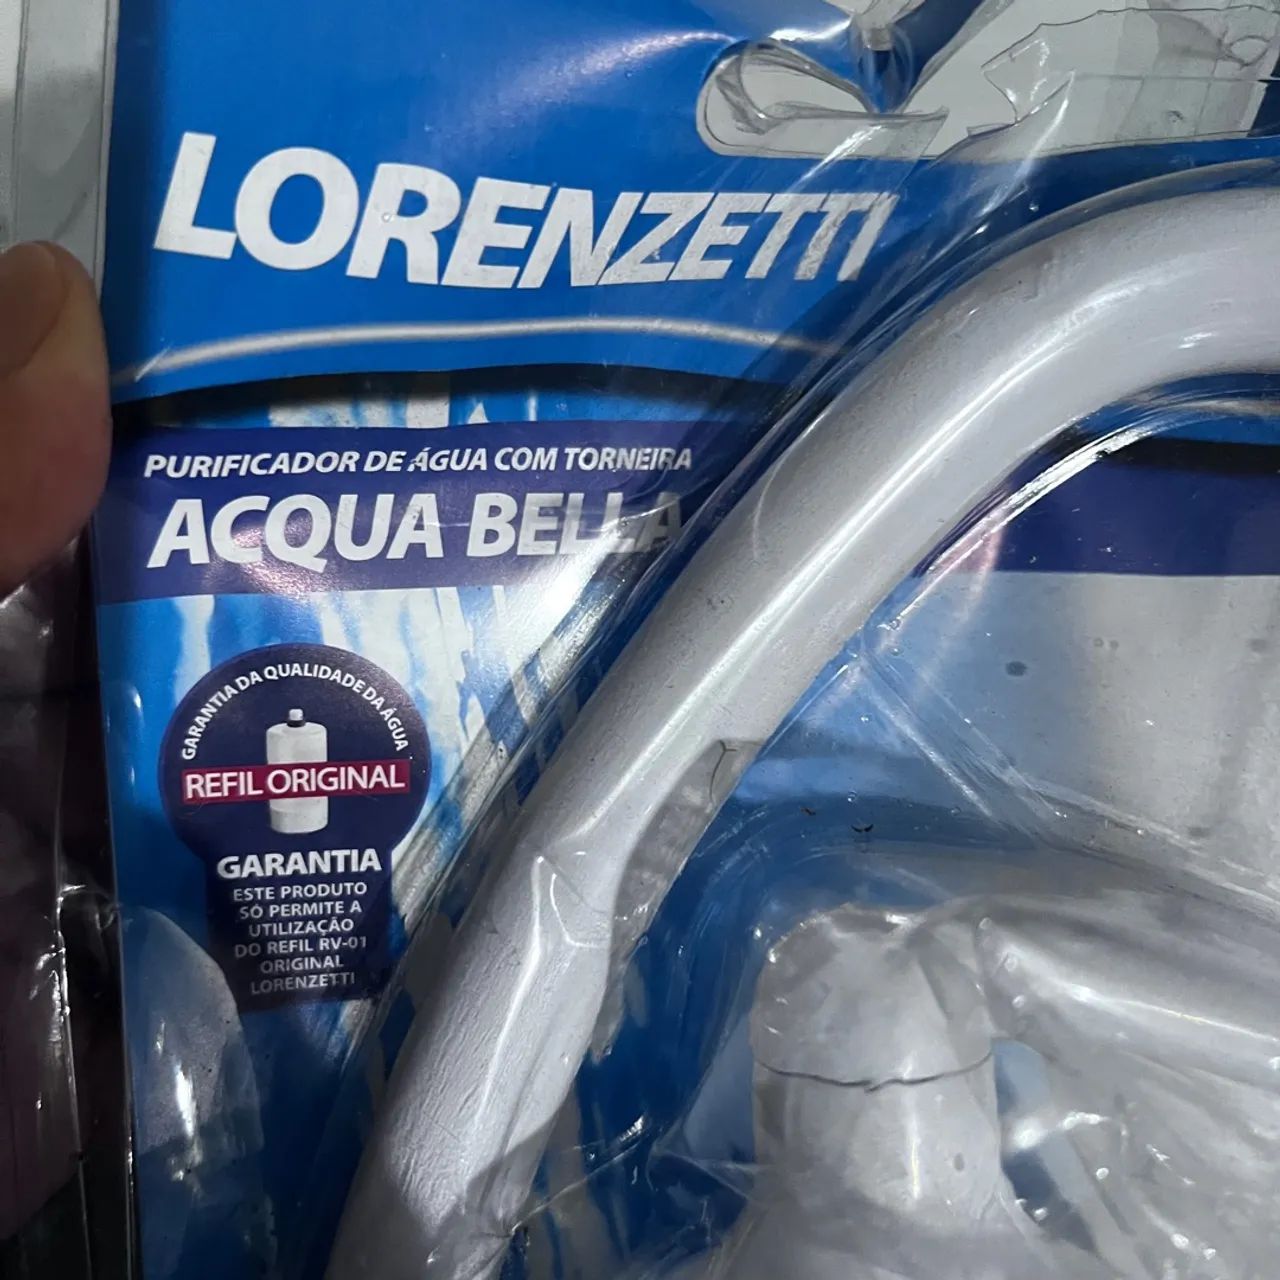 LORENZETTI
PURIFICADOR DE ÁGUA COM TORNEIRA
ACQUA BELLA
GARANTIA DA QUALIDADE DA ÁGUA
REFIL ORIGINAL
GARANTIA
ESTE PRODUTO
SÓ PERMITE A
UTILIZAÇÃO
DO REFIL RV-01
ORIGINAL
LORENZETTI